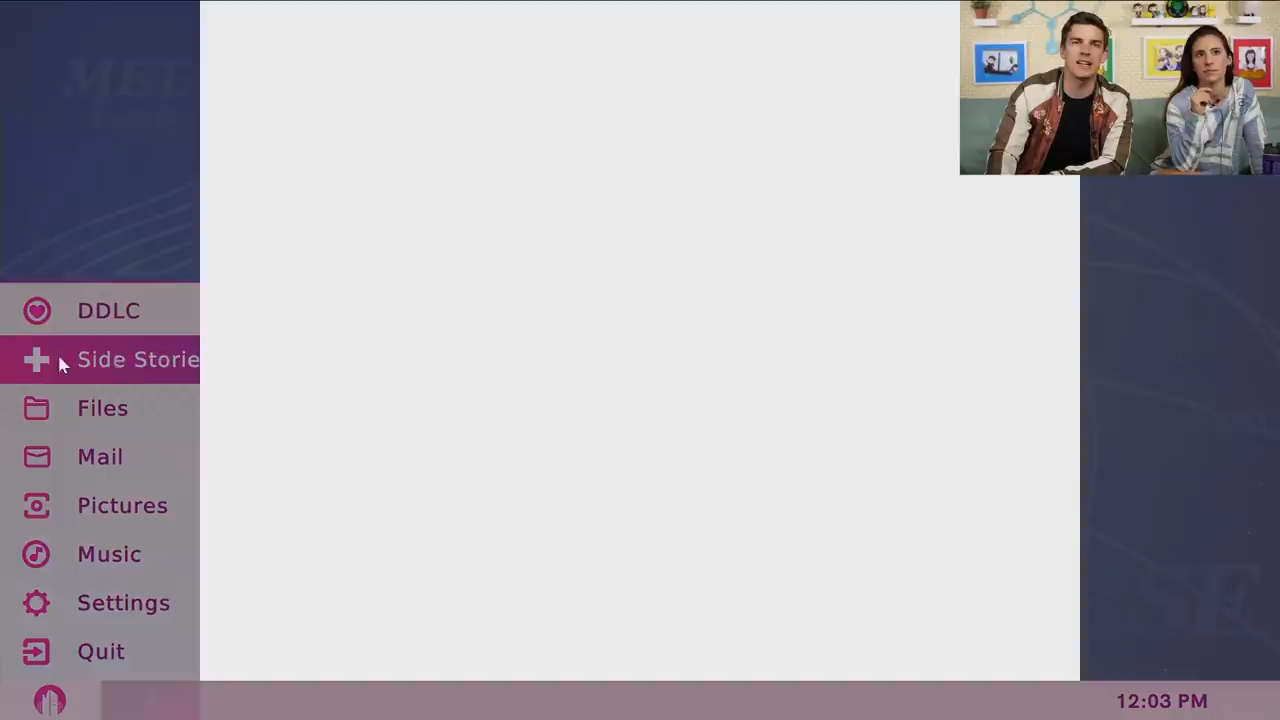 DDLC
Side Storie
Files
Mail
Pictures
Music
Settings
Quit
12:03 PM